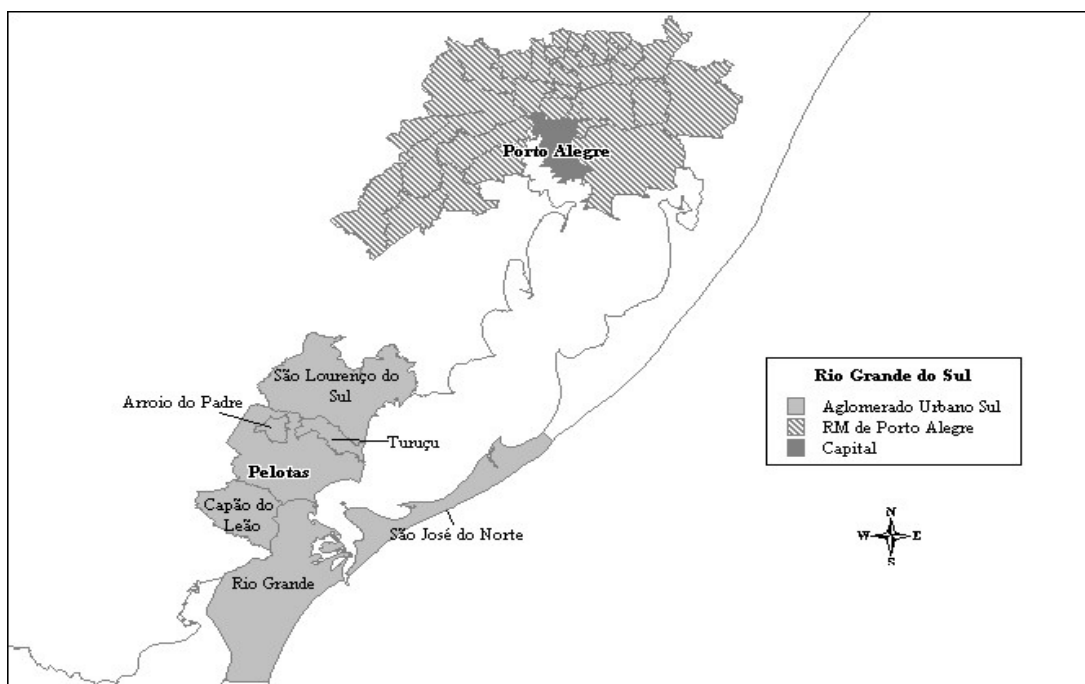 Porto Alegre
São Lourenço do
Sul
Arroio do Padre
Turuçu
Pelotas
Capão do
Leão
São José do Norte
Rio Grande
Rio Grande do Sul
Aglomerado Urbano Sul
RM de Porto Alegre
Capital
N
W E
S